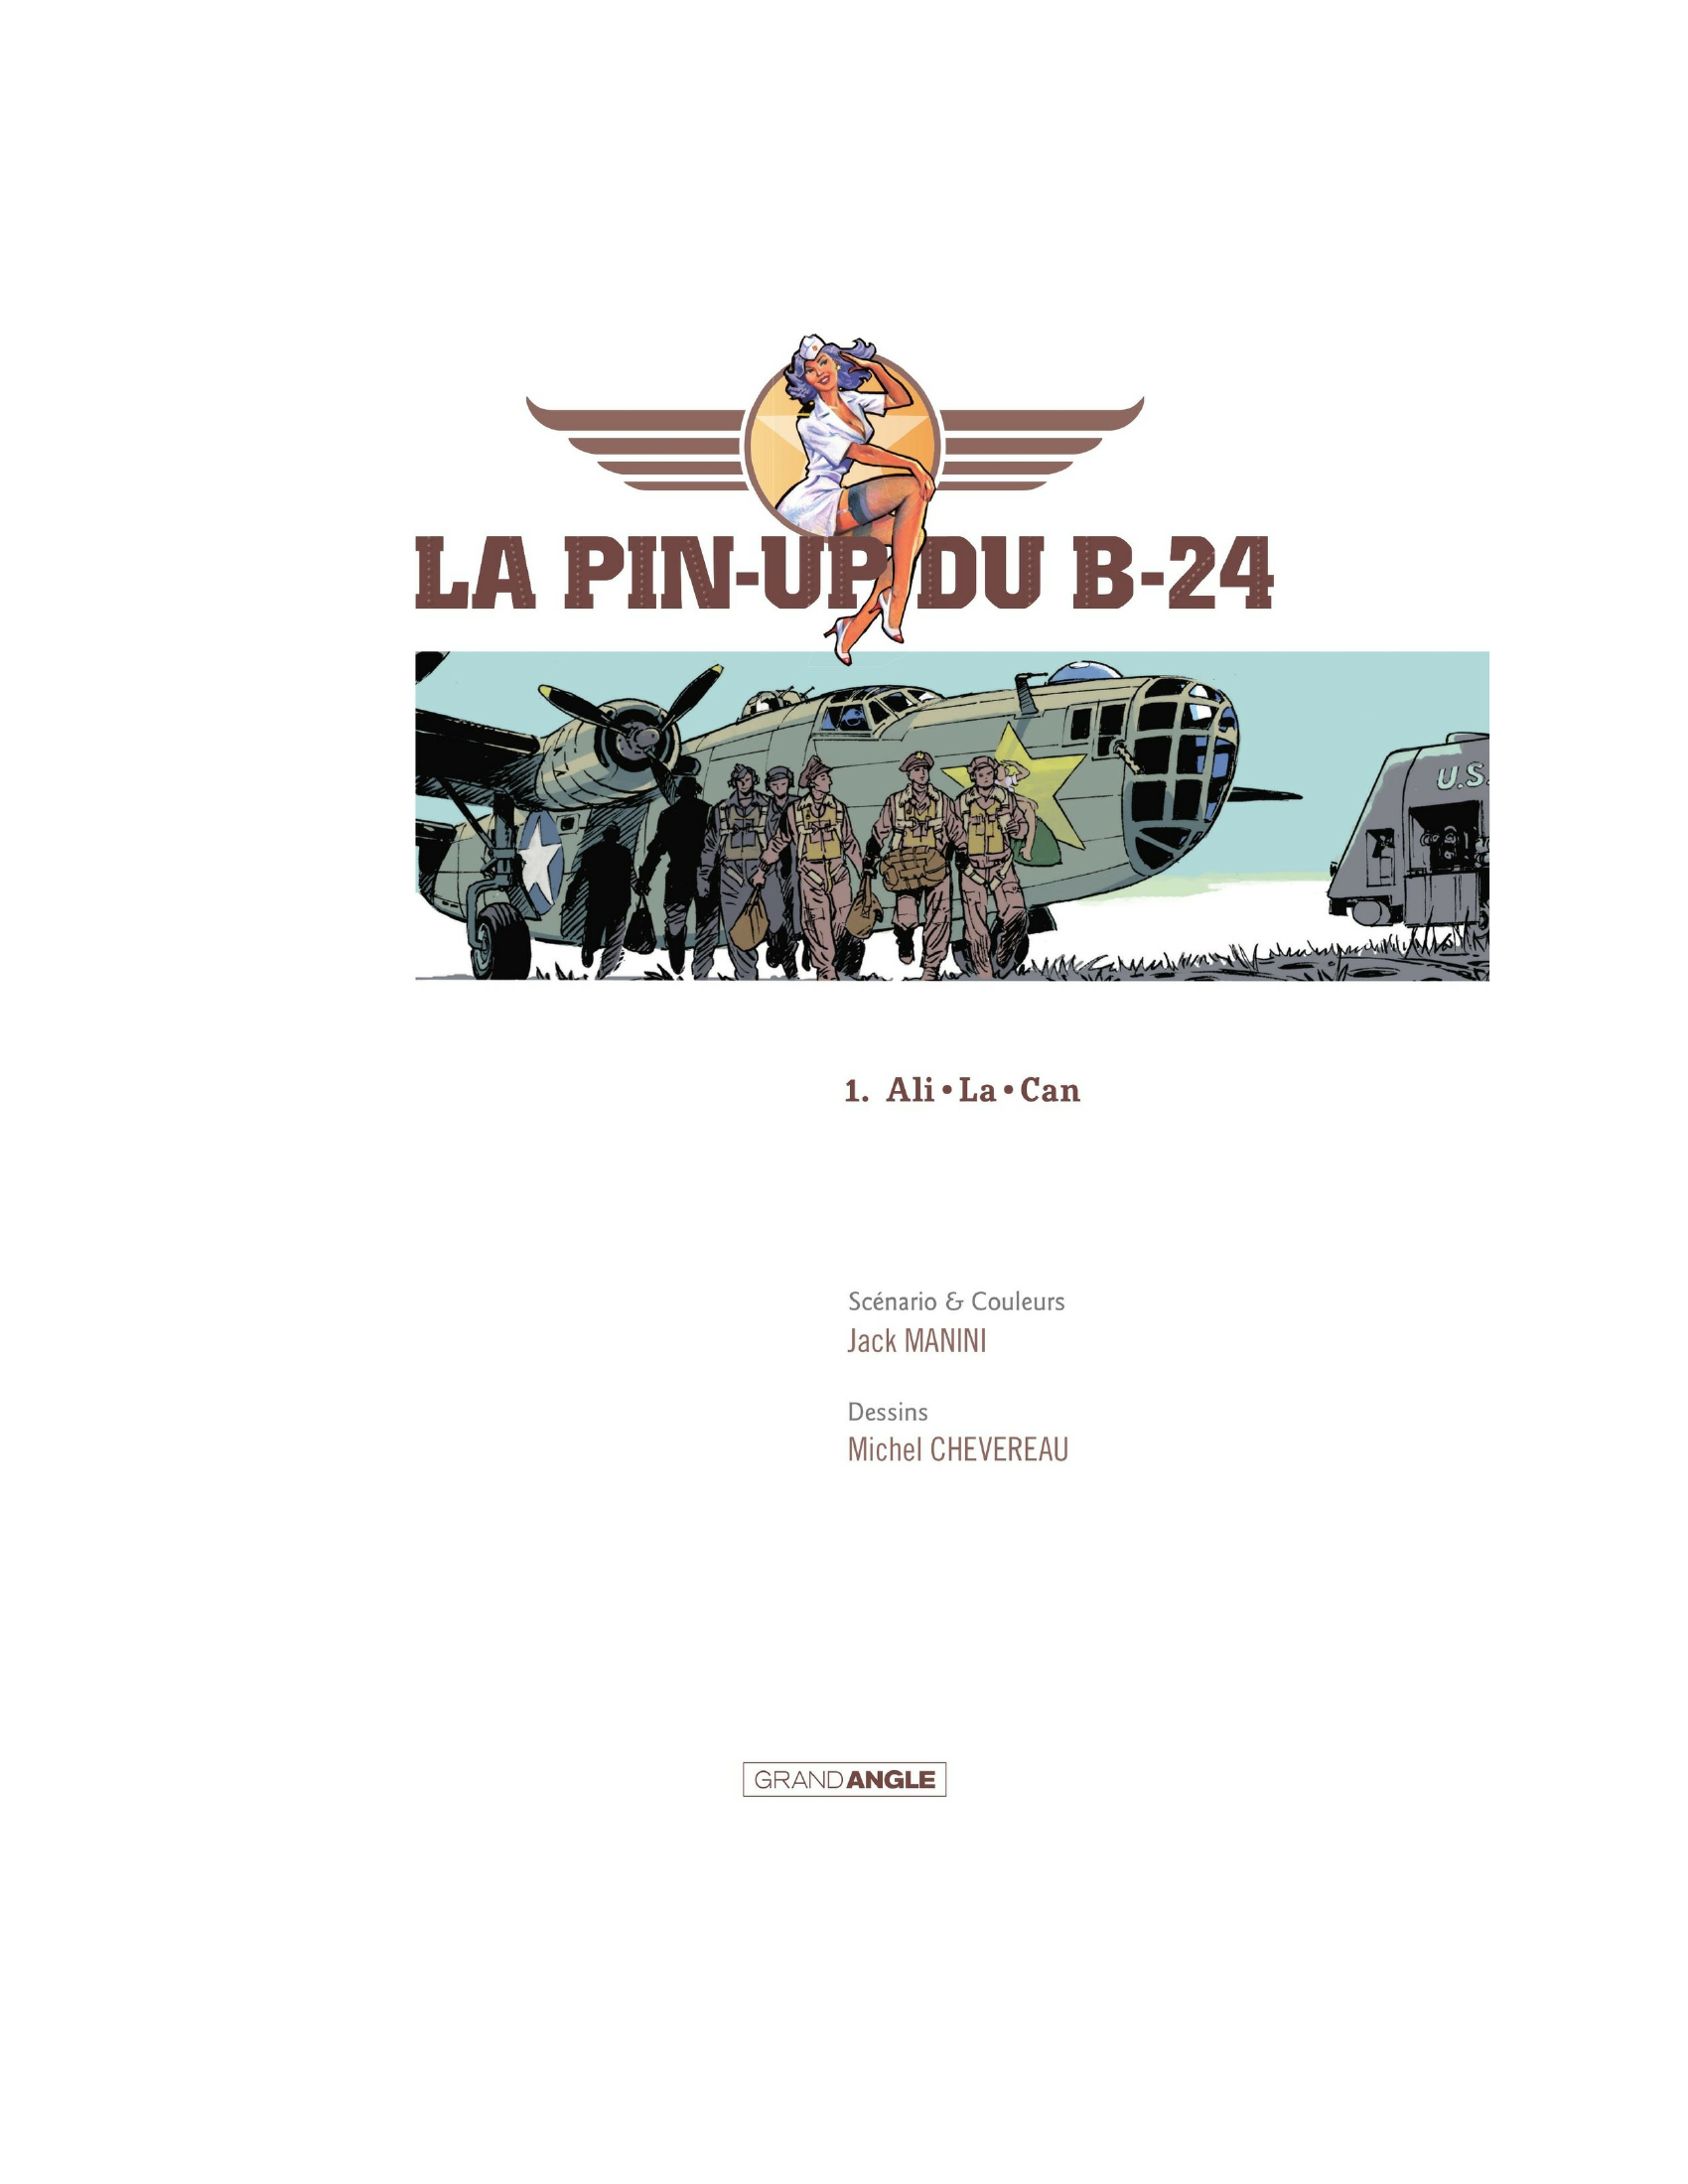 LA PIN-UP DU B-24
U.S.
1. Ali•La•Can
Scénario & Couleurs
Jack MANINI
Dessins
Michel CHEVEREAU
GRANDANGLE